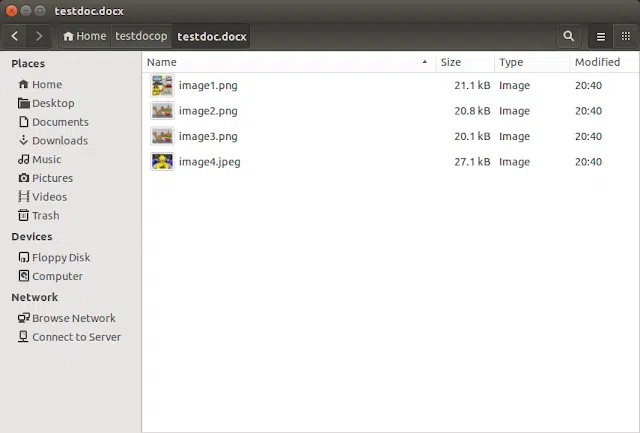 testdoc.docx
Home testdocop testdoc.docx
Places
Home
Desktop
Documents
Downloads
Music
Pictures
Videos
Trash
Devices
Floppy Disk
Computer
Network
Browse Network
Connect to Server
Name Size Type Modified
image1.png 21.1 kB Image 20:40
image2.png 20.8 kB Image 20:40
image3.png 20.1 kB Image 20:40
image4.jpeg 27.1 kB Image 20:40